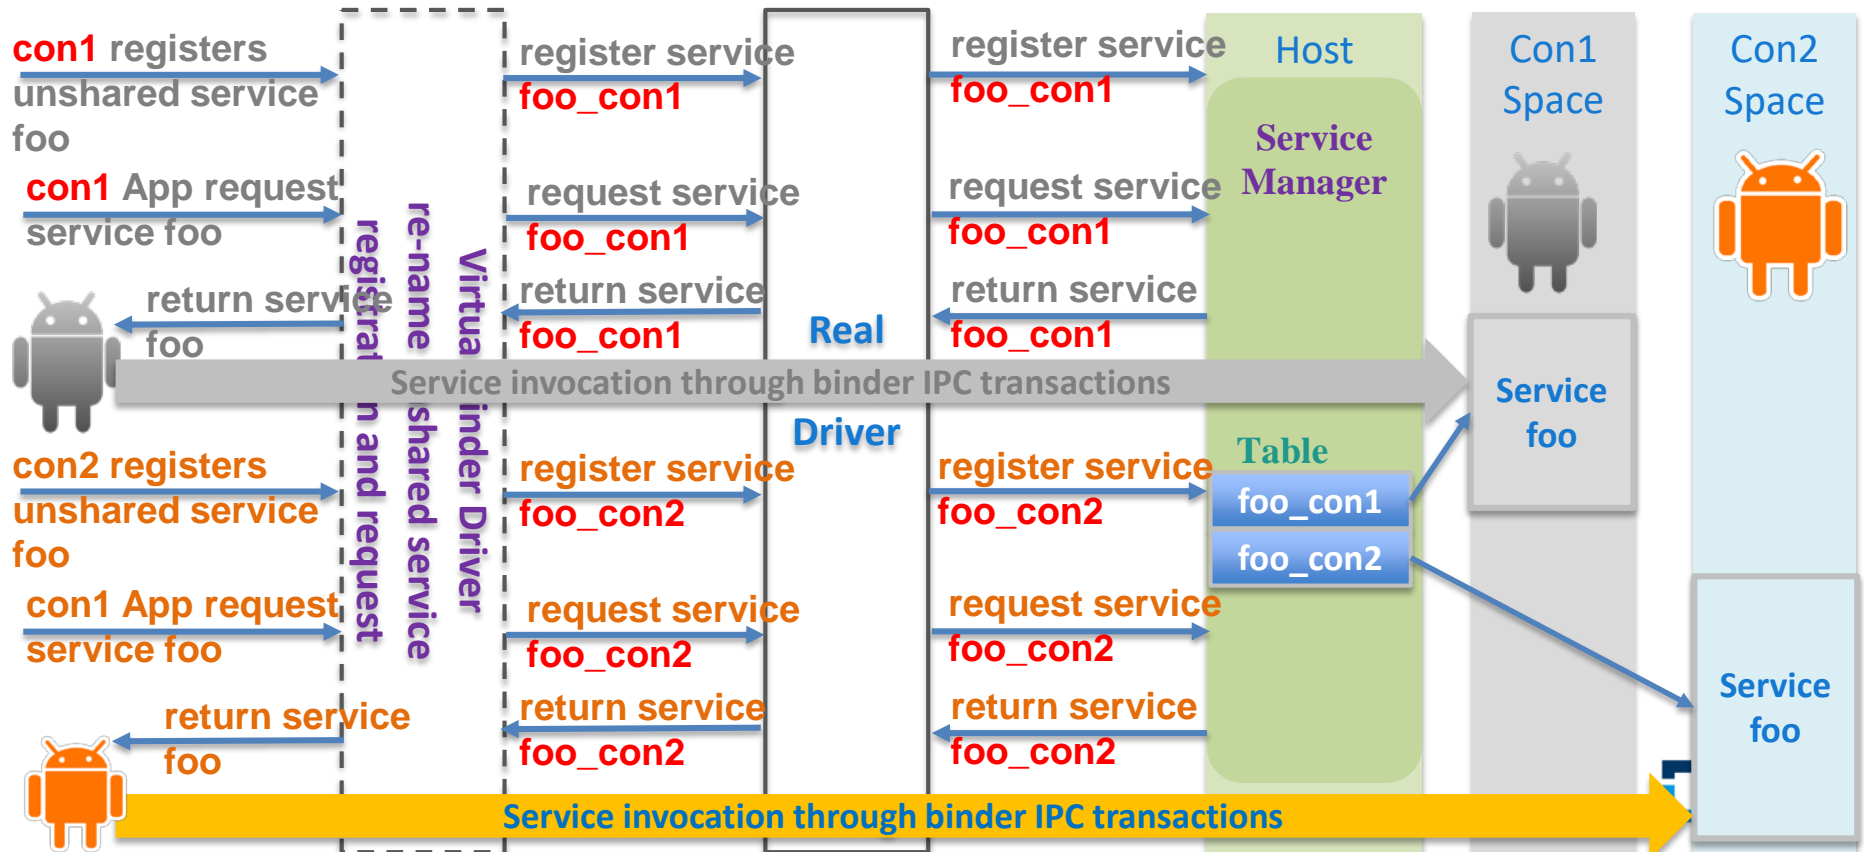 con1 registers
unshared service
foo
con1 App request
service foo
return service
foo
con2 registers
unshared service
foo
con1 App request
service foo
return service
foo
Driver
re-name
shared service
and request
register service
foo_con1
request service
foo_con1
return service
foo_con1
Service invocation through binder IPC transactions
register service
foo_con2
request service
foo_con2
return service
foo_con2
Service invocation through binder IPC transactions
Real
Driver
register service
foo_con1
request service
foo_con1
return service
foo_con1
register service
foo_con2
request service
foo_con2
return service
foo_con2
Host
Service
Manager
Table
foo_con1
foo_con2
Con1
Space
Service
foo
Con2
Space
Service
foo